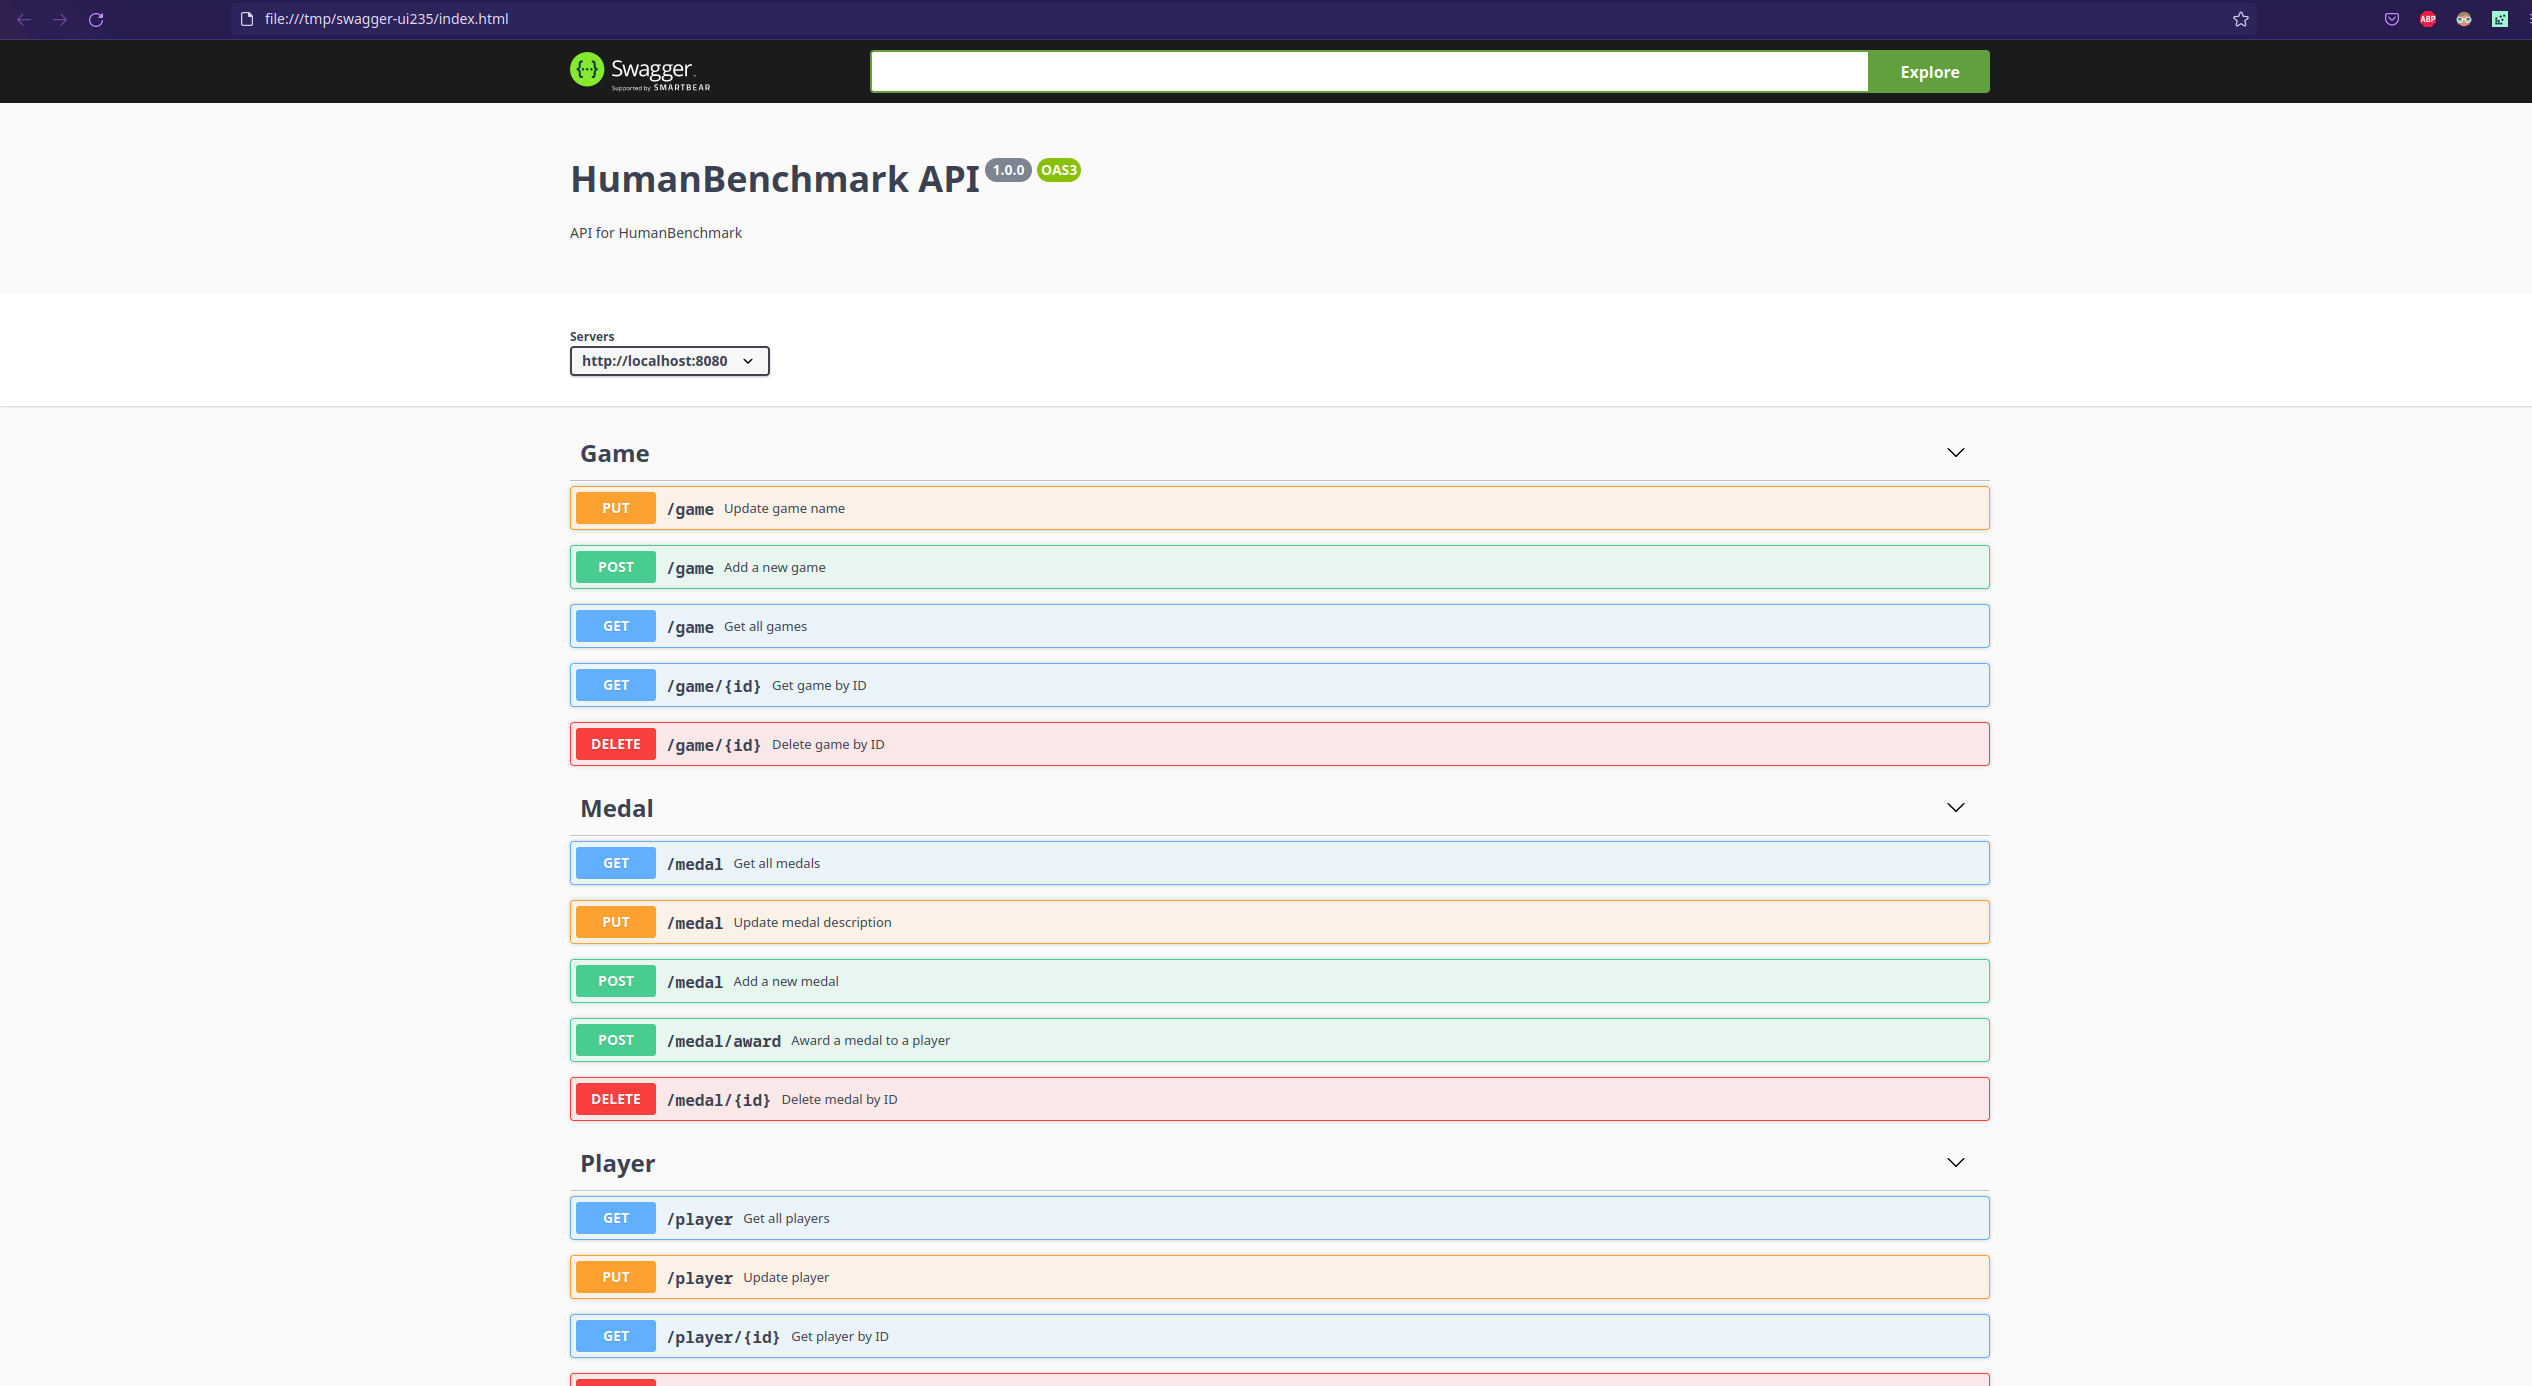 file:///tmp/swagger-ui235/index.html
ABP
{···} Swagger
Supported by SMARTBEAR
Explore
HumanBenchmark API 1.0.0 OAS3
API for HumanBenchmark
Servers
http://localhost:8080
Game
PUT /game Update game name
POST /game Add a new game
GET /game Get all games
GET /game/{id} Get game by ID
DELETE /game/{id} Delete game by ID
Medal
GET /medal Get all medals
PUT /medal Update medal description
POST /medal Add a new medal
POST /medal/award Award a medal to a player
DELETE /medal/{id} Delete medal by ID
Player
GET /player Get all players
PUT /player Update player
GET /player/{id} Get player by ID